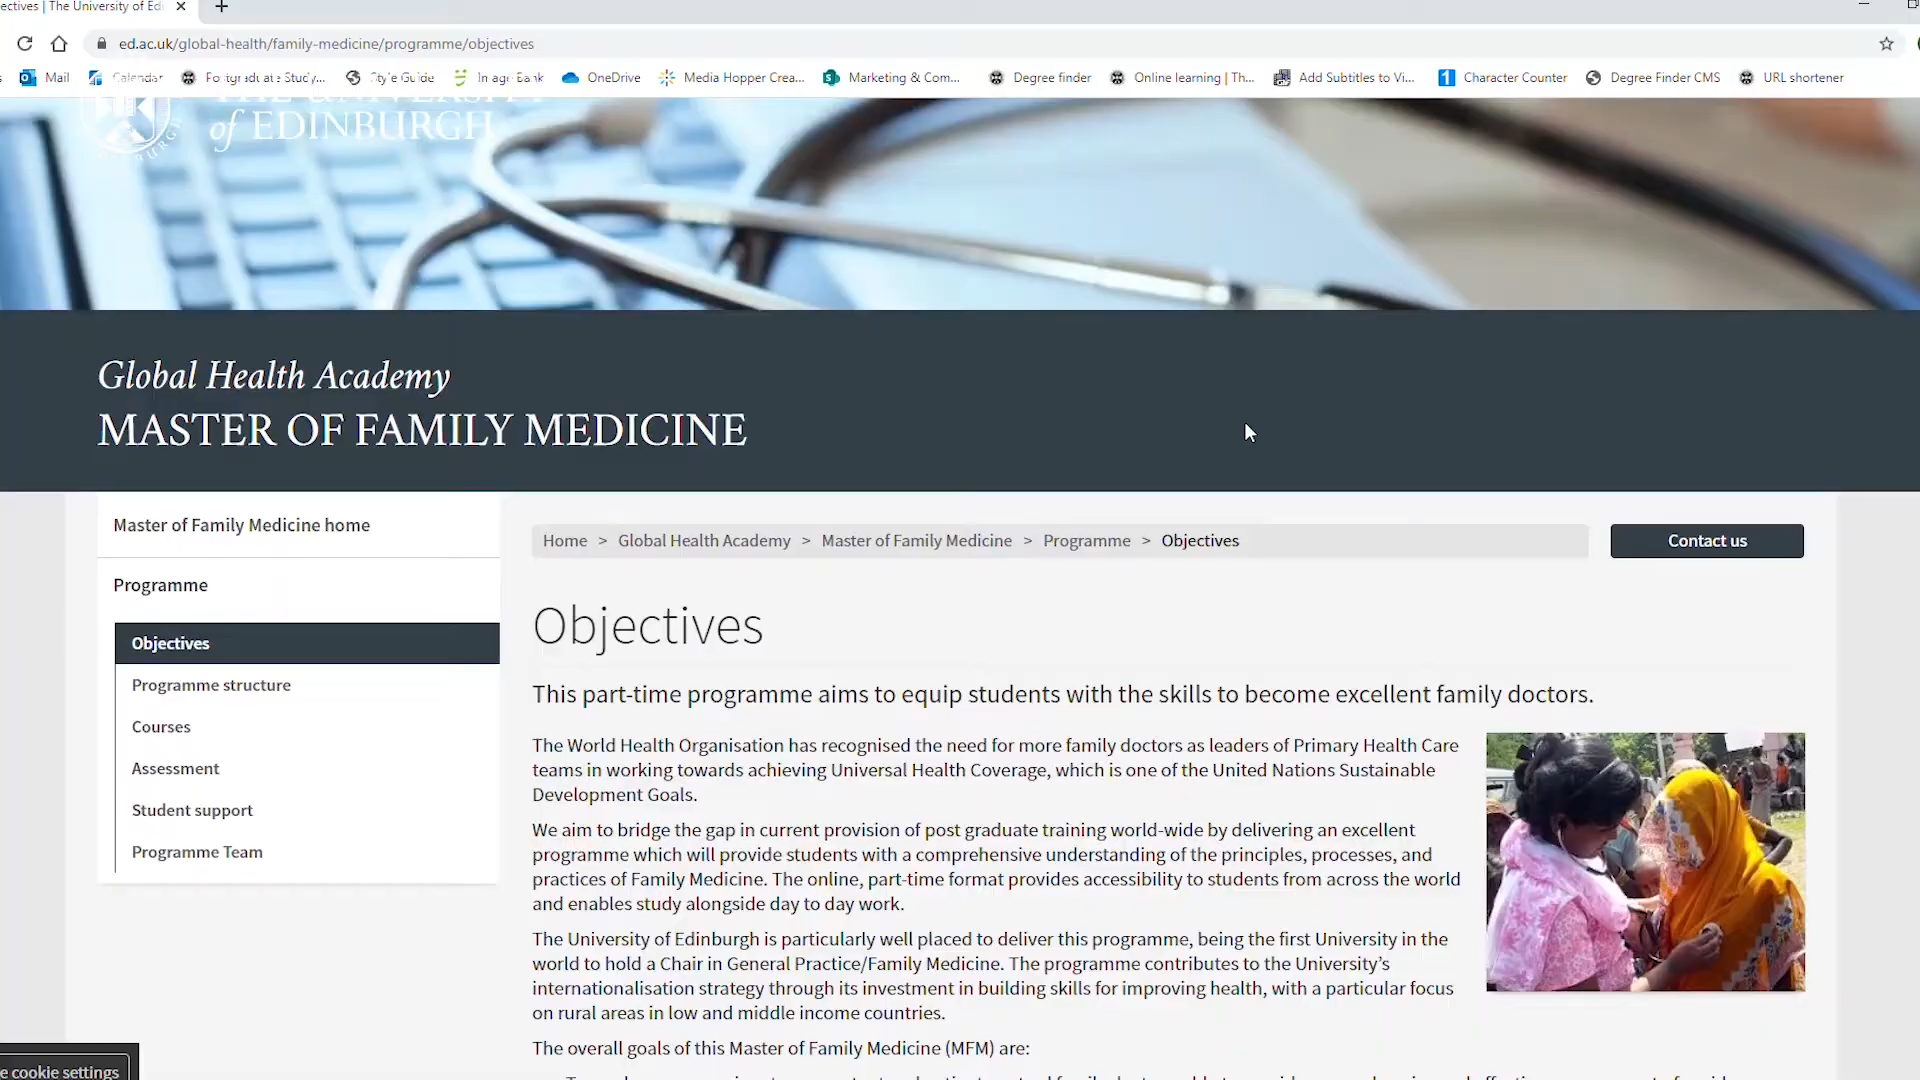 ectives | The University of Edi
ed.ac.uk/global-health/family-medicine/programme/objectives
Mail Calendar Postgraduate Study... Style Guide Image Bank OneDrive Media Hopper Crea... Marketing & Com... Degree finder Online learning | Th... Add Subtitles to Vi... Character Counter Degree Finder CMS URL shortener
THE UNIVERSITY
of EDINBURGH
Global Health Academy
MASTER OF FAMILY MEDICINE
Master of Family Medicine home
Programme
Objectives
Programme structure
Courses
Assessment
Student support
Programme Team
Home > Global Health Academy > Master of Family Medicine > Programme > Objectives
Contact us
Objectives
This part-time programme aims to equip students with the skills to become excellent family doctors.
The World Health Organisation has recognised the need for more family doctors as leaders of Primary Health Care
teams in working towards achieving Universal Health Coverage, which is one of the United Nations Sustainable
Development Goals.
We aim to bridge the gap in current provision of post graduate training world-wide by delivering an excellent
programme which will provide students with a comprehensive understanding of the principles, processes, and
practices of Family Medicine. The online, part-time format provides accessibility to students from across the world
and enables study alongside day to day work.
The University of Edinburgh is particularly well placed to deliver this programme, being the first University in the
world to hold a Chair in General Practice/Family Medicine. The programme contributes to the University's
internationalisation strategy through its investment in building skills for improving health, with a particular focus
on rural areas in low and middle income countries.
The overall goals of this Master of Family Medicine (MFM) are:
e cookie settings